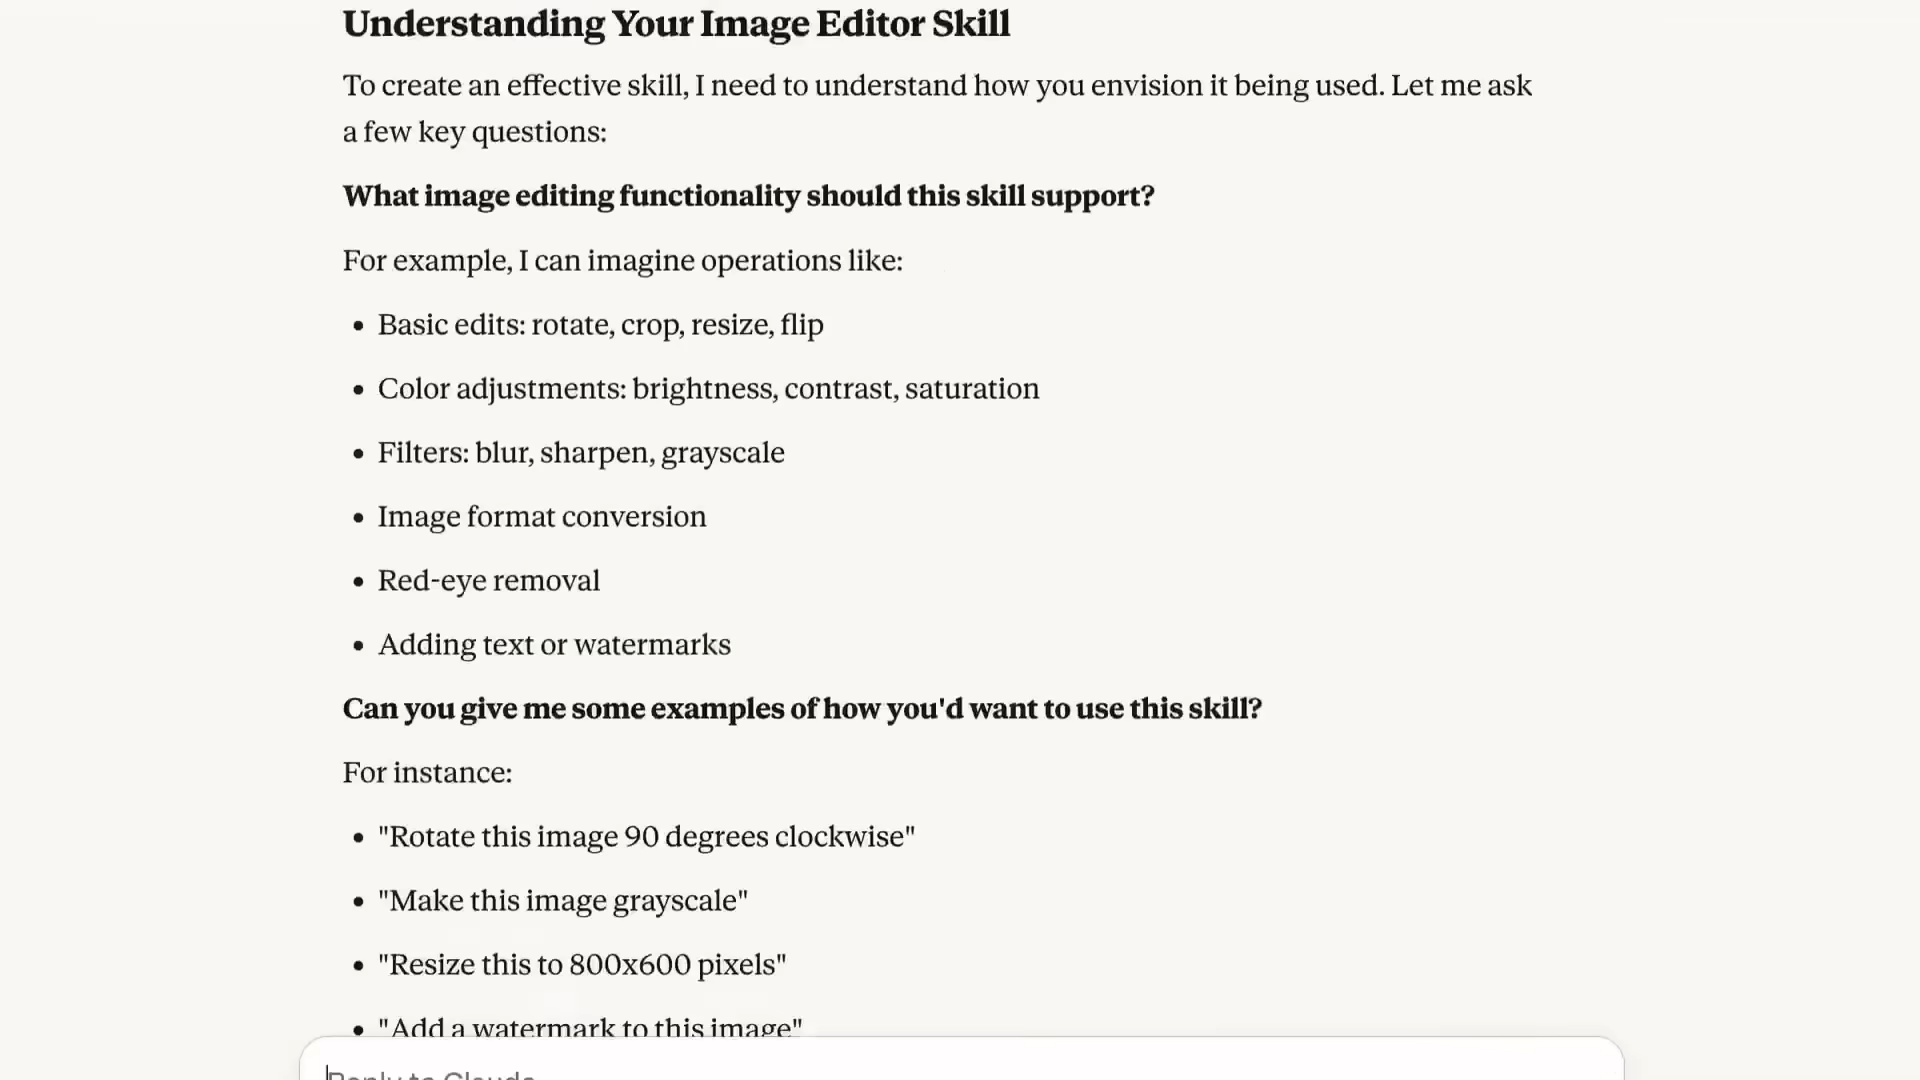 Understanding Your Image Editor Skill
To create an effective skill, I need to understand how you envision it being used. Let me ask
a few key questions:
What image editing functionality should this skill support?
For example, I can imagine operations like:
• Basic edits: rotate, crop, resize, flip
• Color adjustments: brightness, contrast, saturation
• Filters: blur, sharpen, grayscale
• Image format conversion
• Red-eye removal
• Adding text or watermarks
Can you give me some examples of how you'd want to use this skill?
For instance:
• "Rotate this image 90 degrees clockwise"
• "Make this image grayscale"
• "Resize this to 800x600 pixels"
• "Add a watermark to this image"
Reply to Claude